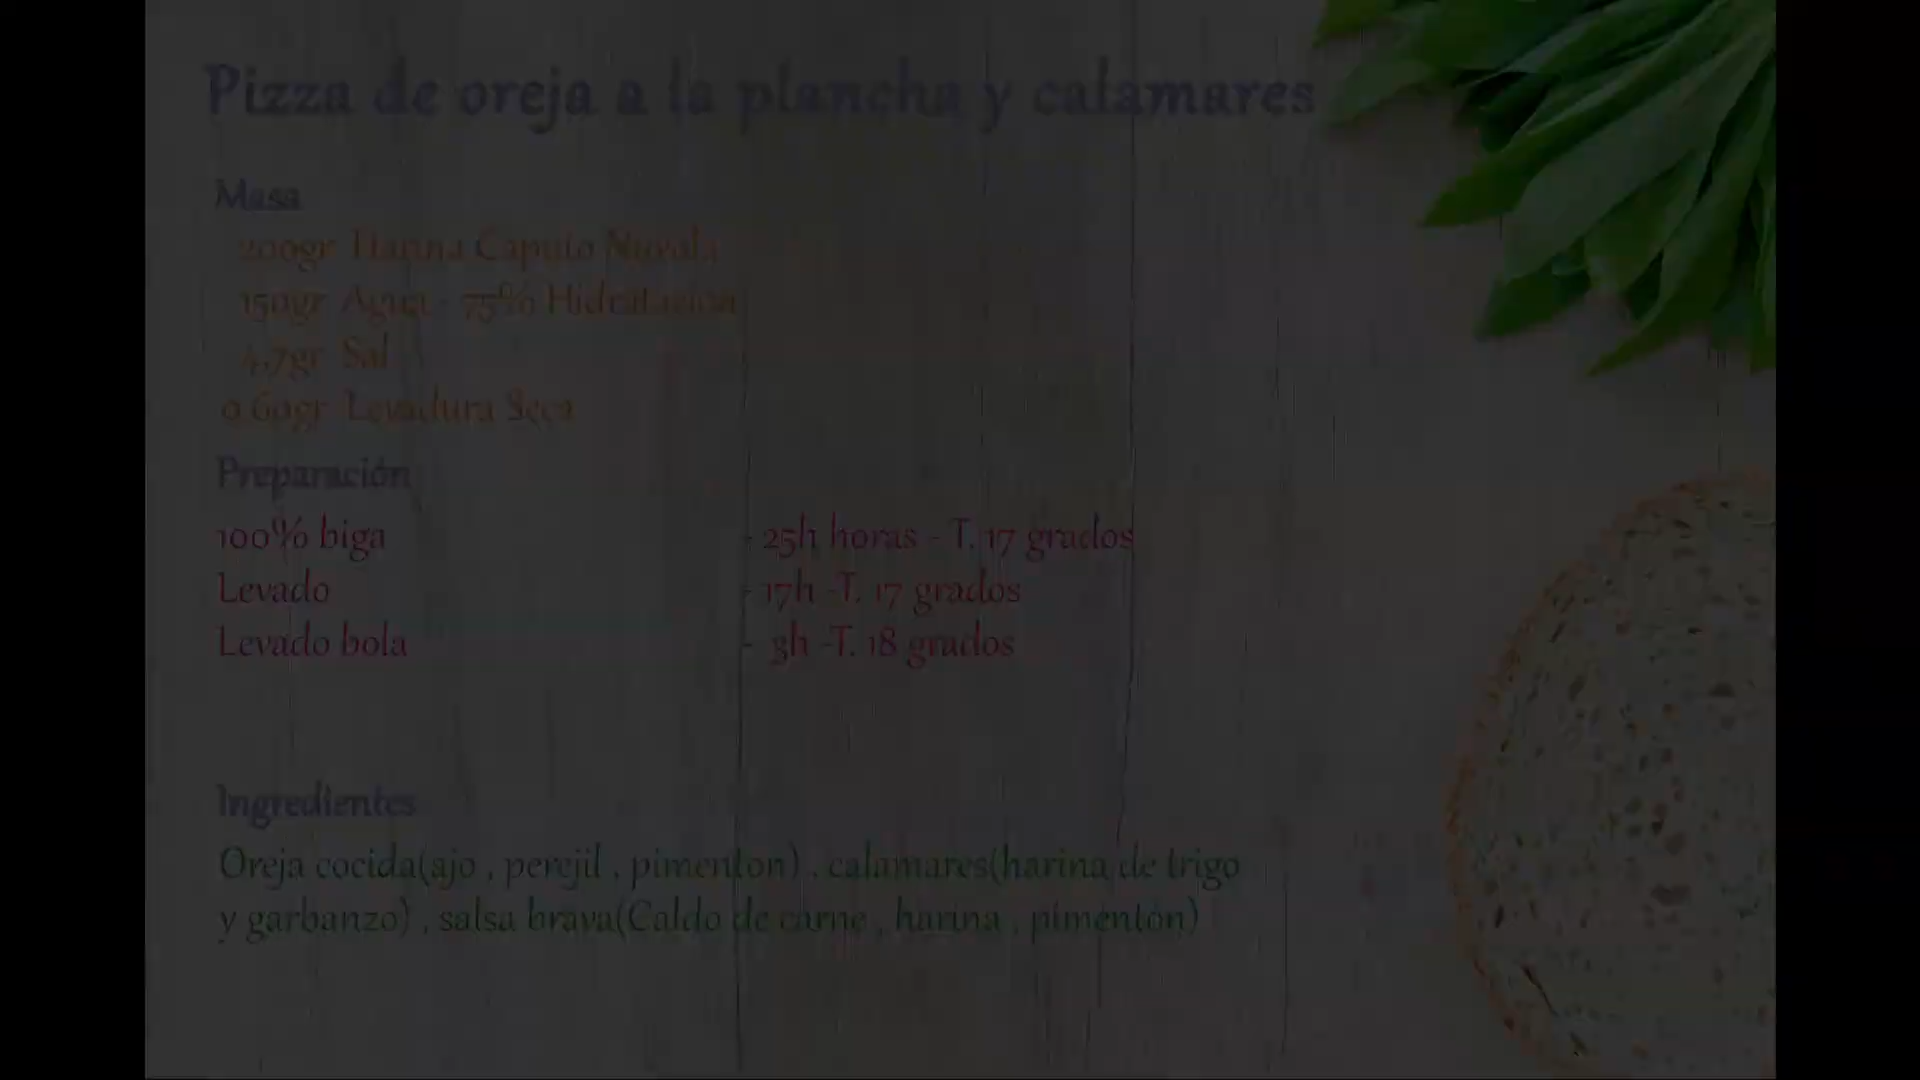 Pizza de oreja a la plancha y calamares
Masa
200gr Harina Caputo Nuvola
150gr Agua - 75% Hidratación
4,7gr Sal
0,60gr Levadura Seca
Preparación
100% biga - 25h horas - T. 17 grados
Levado - 17h -T. 17 grados
Levado bola - 3h -T. 18 grados
Ingredientes
Oreja cocida(ajo , perejil , pimenton) , calamares(harina de trigo
y garbanzo) , salsa brava(Caldo de carne , harina , pimentón)